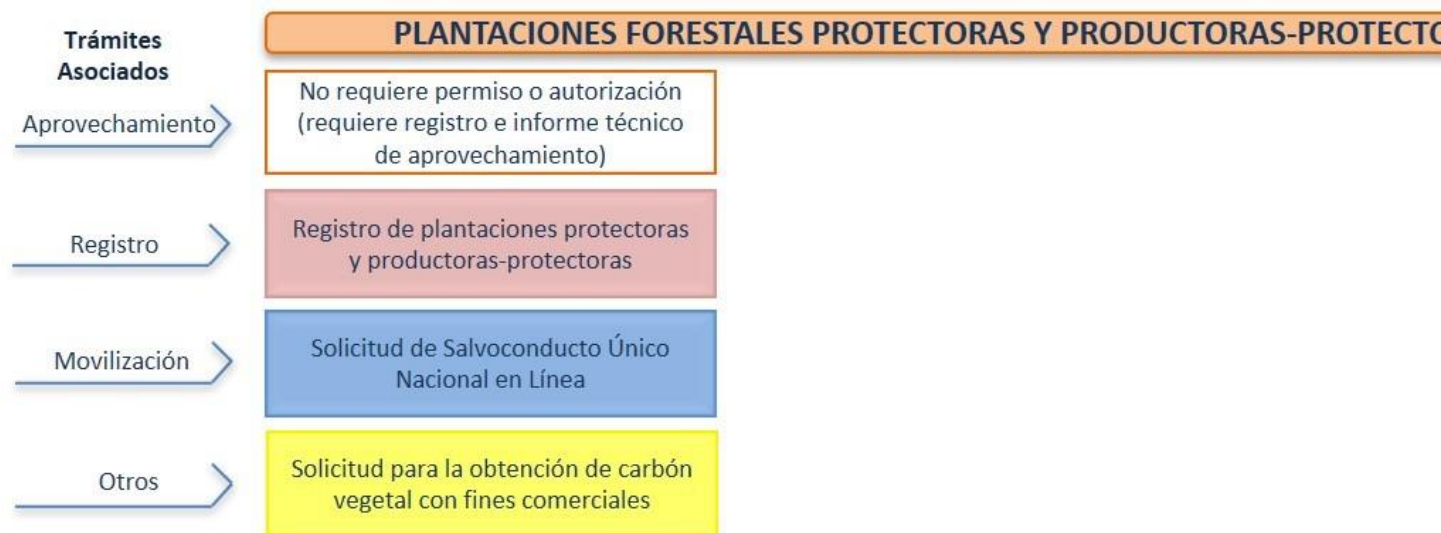 Trámites
Asociados
PLANTACIONES FORESTALES PROTECTORAS Y PRODUCTORAS-PROTECTO
Aprovechamiento
No requiere permiso o autorización
(requiere registro e informe técnico
de aprovechamiento)
Registro
Registro de plantaciones protectoras
y productoras-protectoras
Movilización
Solicitud de Salvoconducto Único
Nacional en Línea
Otros
Solicitud para la obtención de carbón
vegetal con fines comerciales